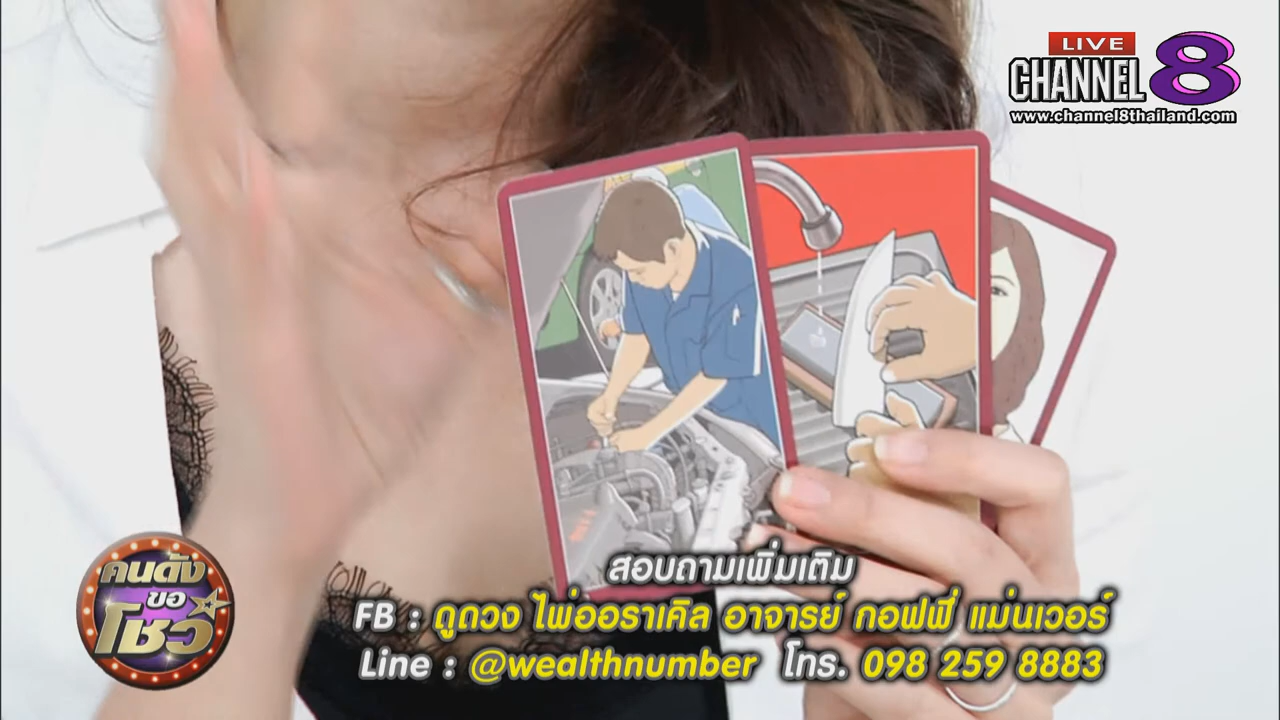 LIVE
CHANNEL 8
www.channel8thailand.com
คนดัง
ขอ
โชว์
สอบถามเพิ่มเติม
FB : ดูดวง ไพ่ออราเคิล อาจารย์ กอฟฟี่ แม่นเวอร์
Line : @wealthnumber โทร. 098 259 8883